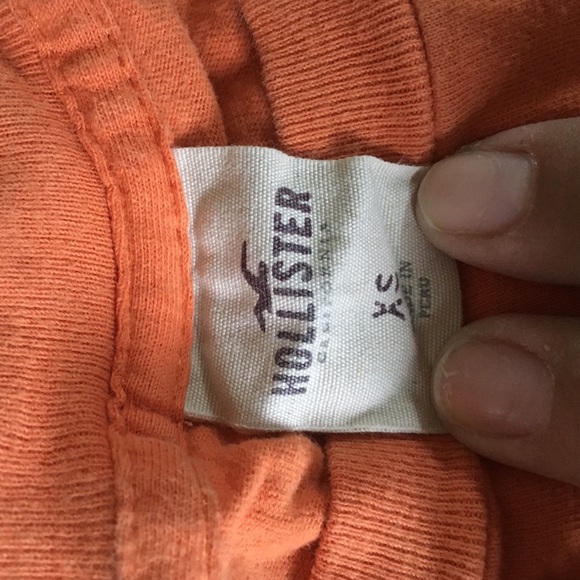 HOLLISTER
CALIFORNIA
XS
MADE IN
PERU